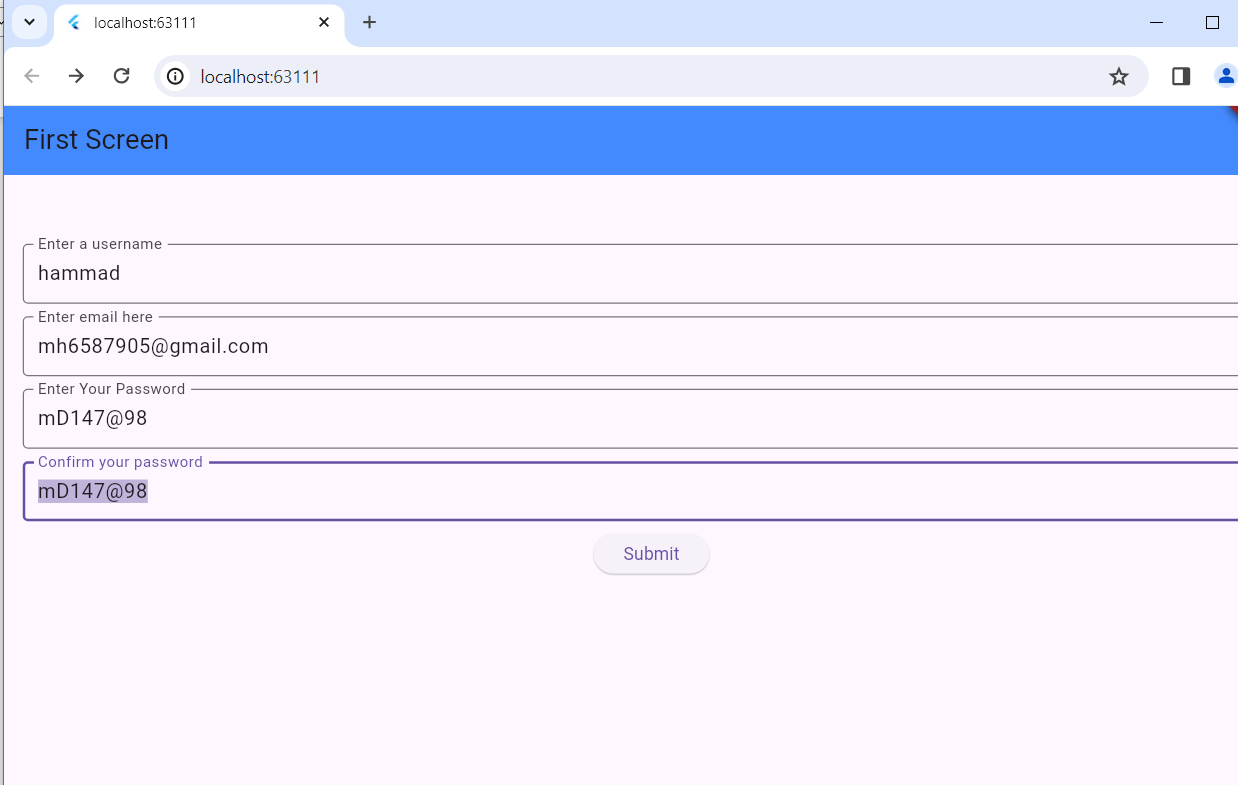 localhost:63111
localhost:63111
First Screen
Enter a username
hammad
Enter email here
mh6587905@gmail.com
Enter Your Password
mD147@98
Confirm your password
mD147@98
Submit